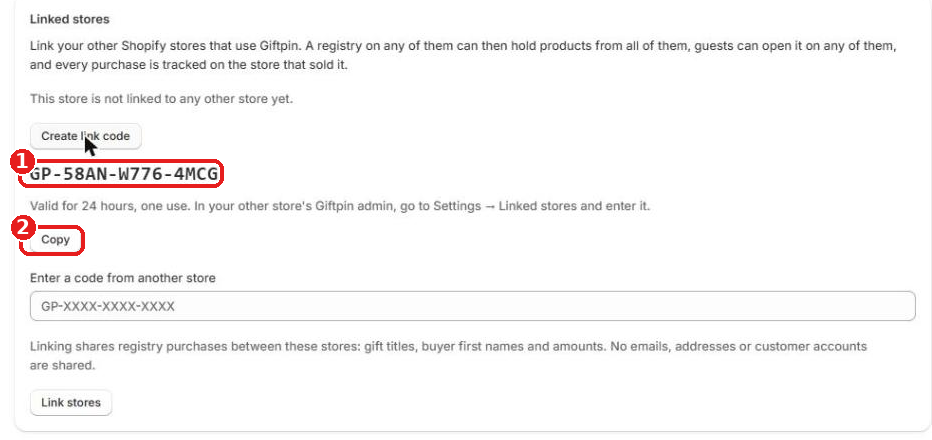 Linked stores
Link your other Shopify stores that use Giftpin. A registry on any of them can then hold products from all of them, guests can open it on any of them,
and every purchase is tracked on the store that sold it.
This store is not linked to any other store yet.
Create link code
1
GP-58AN-W776-4MCG
Valid for 24 hours, one use. In your other store's Giftpin admin, go to Settings → Linked stores and enter it.
2
Copy
Enter a code from another store
GP-XXXX-XXXX-XXXX
Linking shares registry purchases between these stores: gift titles, buyer first names and amounts. No emails, addresses or customer accounts
are shared.
Link stores